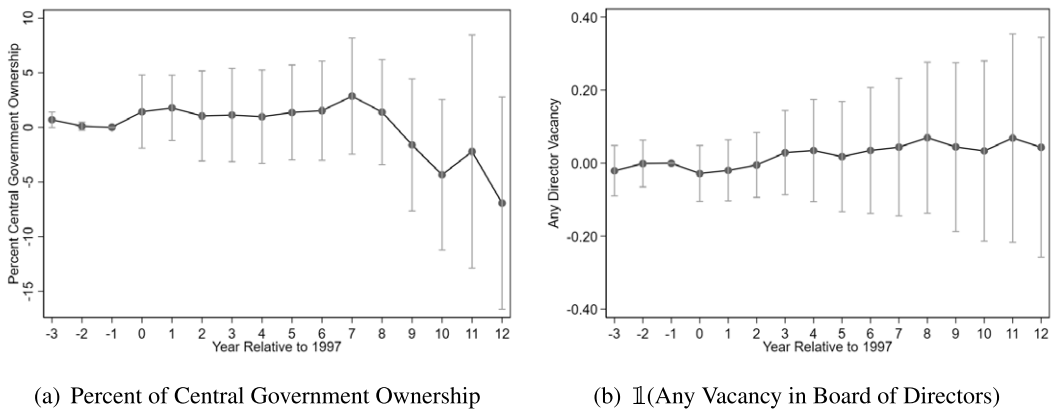 Percent Central Government Ownership
10
5
0
-5
-10
-15
-3 -2 -1 0 1 2 3 4 5 6 7 8 9 10 11 12
Year Relative to 1997
(a) Percent of Central Government Ownership
Any Director Vacancy
0.40
0.20
0.00
-0.20
-0.40
-3 -2 -1 0 1 2 3 4 5 6 7 8 9 10 11 12
Year Relative to 1997
(b) 𝟙(Any Vacancy in Board of Directors)